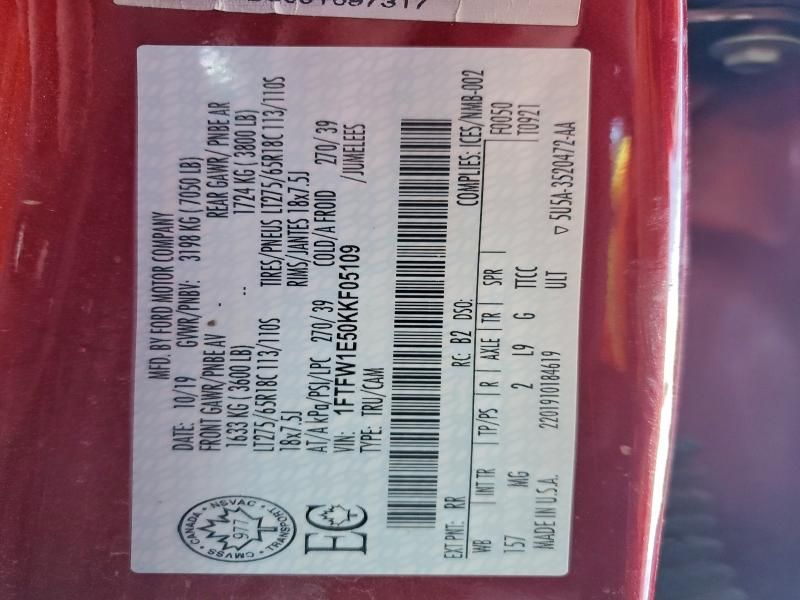 MFD. BY FORD MOTOR COMPANY
DATE: 10/19 GWR/PNBV: 3198 KG ( 7050 LB)
FRONT GAWR/PNBE AV REAR GAWR/ PNBE AR
1633 KG ( 3600 LB) 1724 KG ( 3800 LB)
LT275/65R18C 113/110S TIRES/PNEUS LT275/65R18C 113/110S
18x7.5J RIMS/JANTES 18x7.5J
AT/A kPa/PSI/LPC 270/ 39 COLD/A FROID 270/ 39
VIN: 1FTFW1E50KKF05109 /JUMELEES
TYPE: TRU/CAM
CANADA NSVAC TRANSPORT CMVSS 977 T
EC
EXT PNT: RR RC: B2 DSO: COMPLIES: ICES/NMB-002
WB INT TR TP/PS R AXLE TR SPR F0050
157 MG 2 L9 G TTCC T0921
MADE IN U.S.A. 2201910184619 ULT ▽ 5U5A-3520472-AA